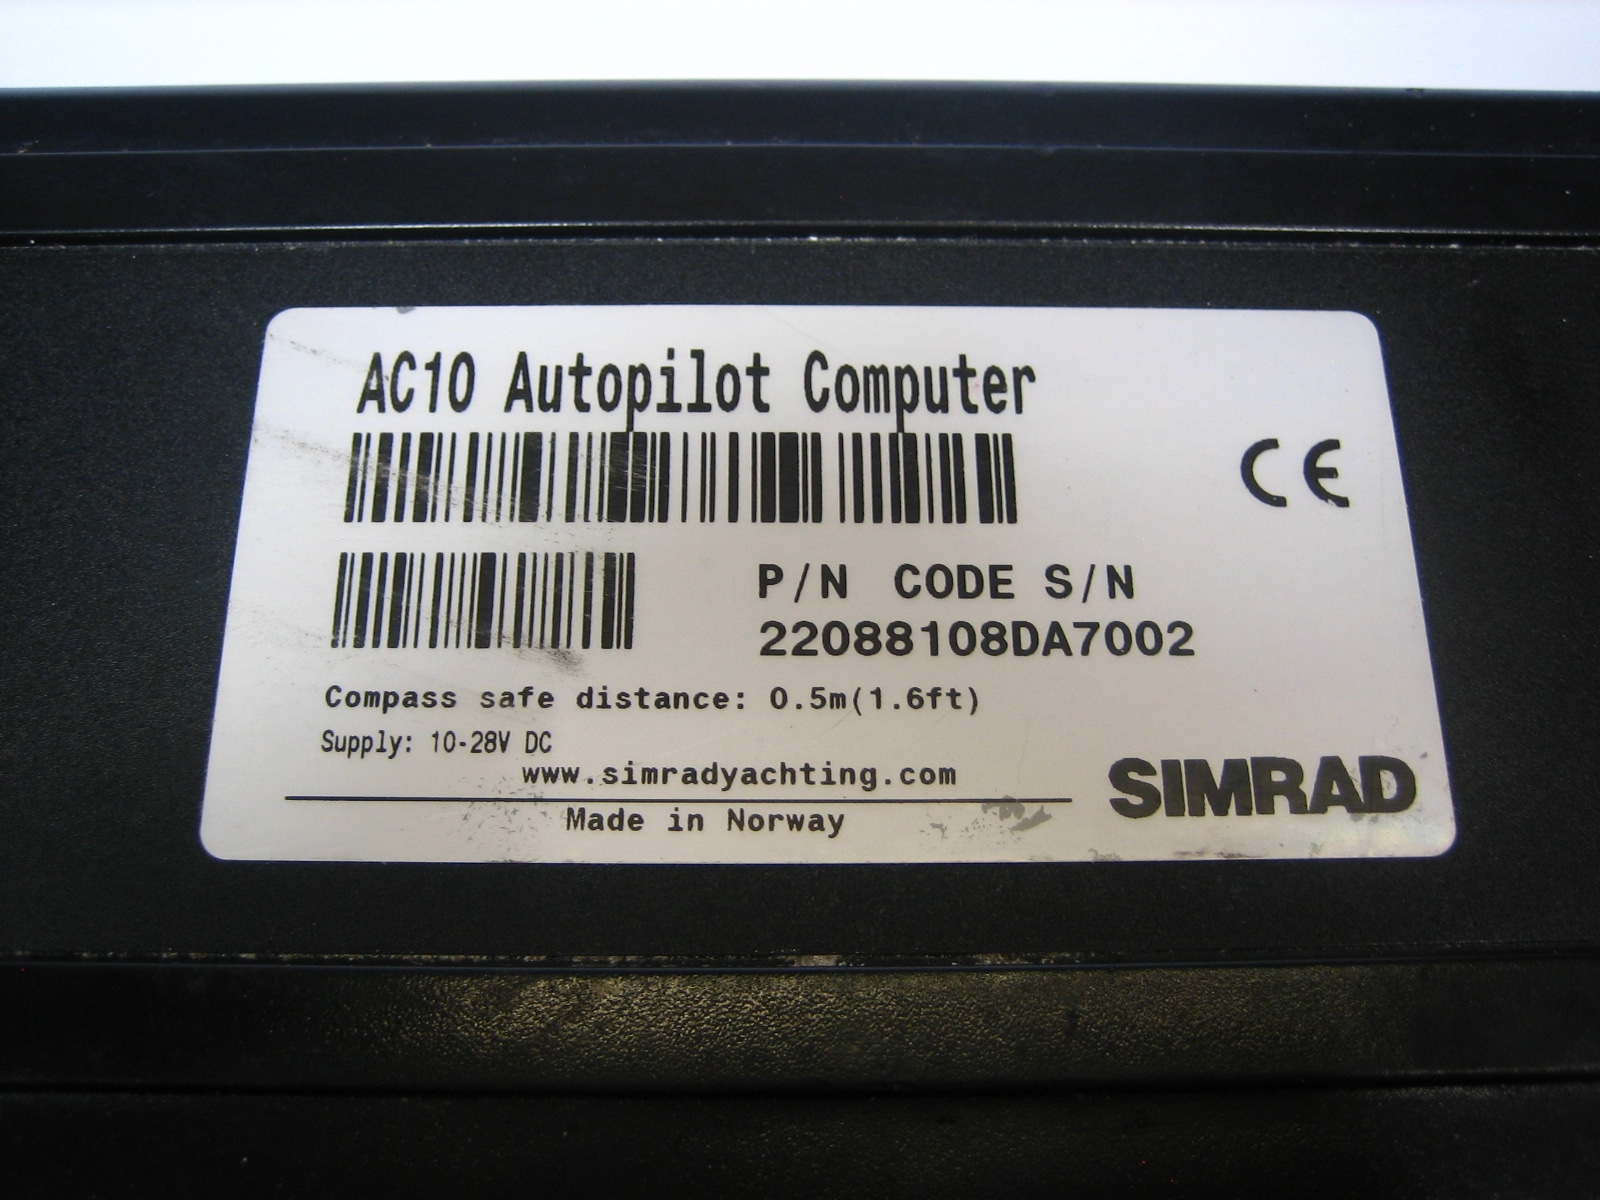 AC10 Autopilot Computer
CE
P/N CODE S/N
22088108DA7002
Compass safe distance: 0.5m(1.6ft)
Supply: 10-28V DC
www.simradyachting.com
SIMRAD
Made in Norway